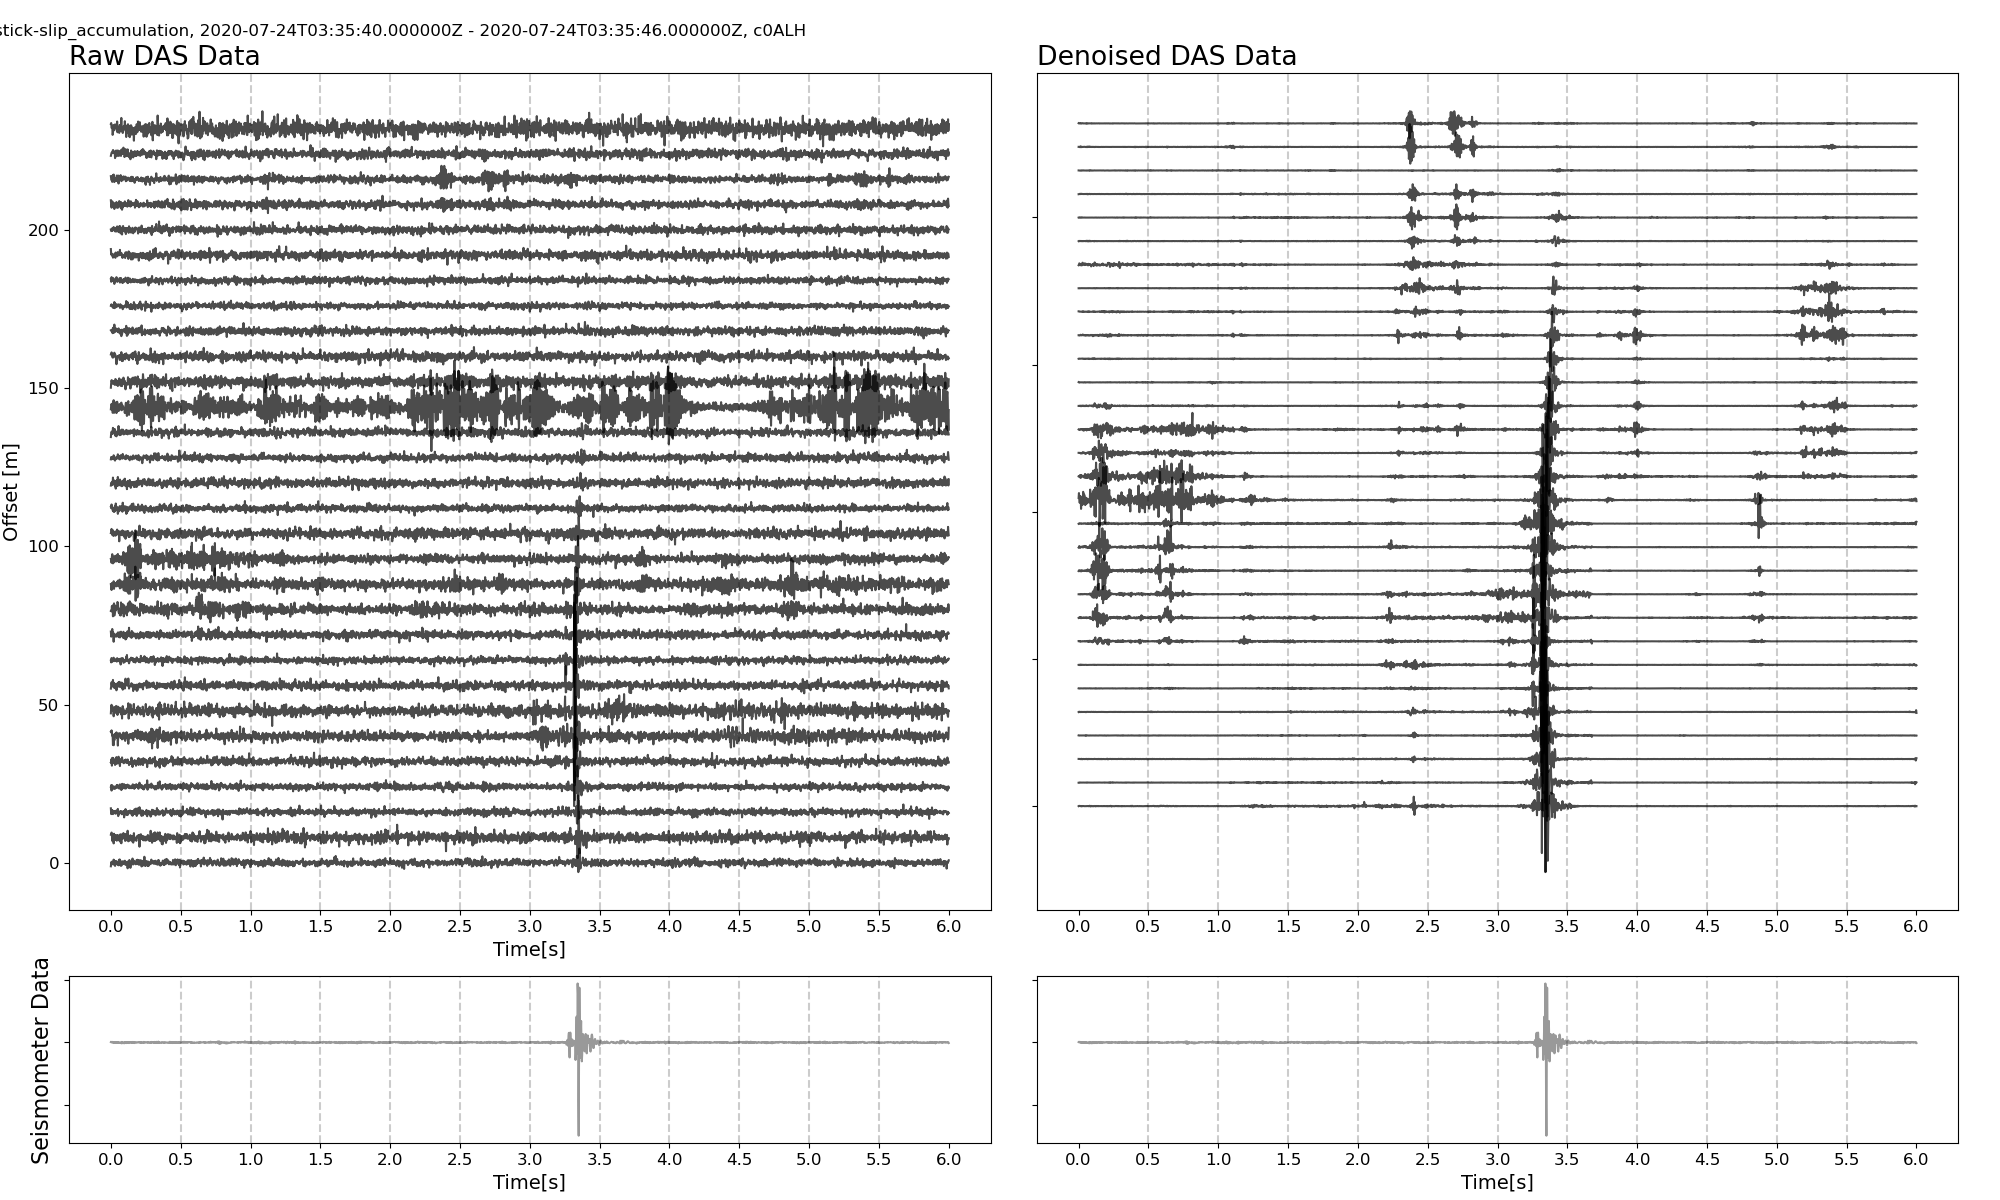 stick-slip_accumulation, 2020-07-24T03:35:40.000000Z - 2020-07-24T03:35:46.000000Z, c0ALH
Raw DAS Data
Denoised DAS Data
Offset [m]
200
150
100
50
0
0.0 0.5 1.0 1.5 2.0 2.5 3.0 3.5 4.0 4.5 5.0 5.5 6.0
Time[s]
0.0 0.5 1.0 1.5 2.0 2.5 3.0 3.5 4.0 4.5 5.0 5.5 6.0
Seismometer Data
0.0 0.5 1.0 1.5 2.0 2.5 3.0 3.5 4.0 4.5 5.0 5.5 6.0
Time[s]
0.0 0.5 1.0 1.5 2.0 2.5 3.0 3.5 4.0 4.5 5.0 5.5 6.0
Time[s]